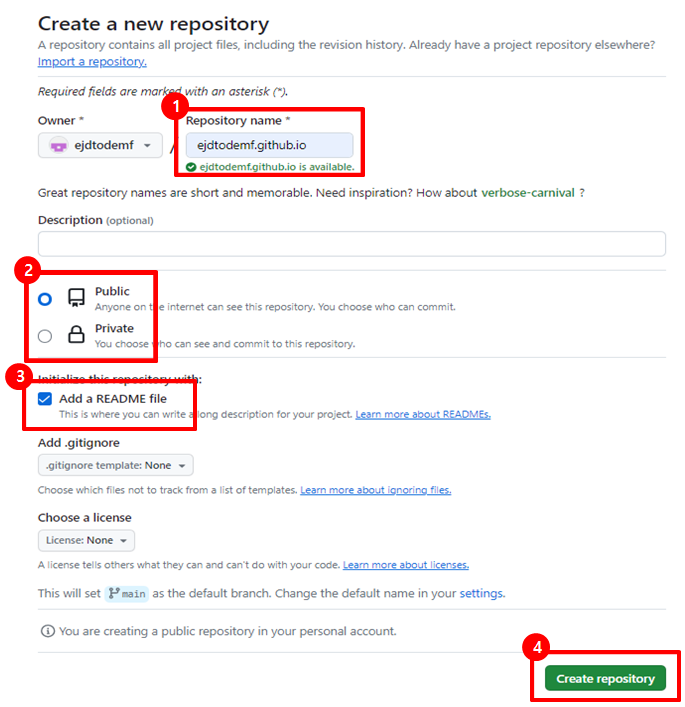 Create a new repository
A repository contains all project files, including the revision history. Already have a project repository elsewhere?
Import a repository.
Required fields are marked with an asterisk (*).
1
Owner *
Repository name *
ejdtodemf
/
ejdtodemf.github.io
ejdtodemf.github.io is available.
Great repository names are short and memorable. Need inspiration? How about verbose-carnival ?
Description (optional)
2
Public
Anyone on the internet can see this repository. You choose who can commit.
Private
You choose who can see and commit to this repository.
3
Initialize this repository with:
Add a README file
This is where you can write a long description for your project. Learn more about READMEs.
Add .gitignore
.gitignore template: None
Choose which files not to track from a list of templates. Learn more about ignoring files.
Choose a license
License: None
A license tells others what they can and can't do with your code. Learn more about licenses.
This will set main as the default branch. Change the default name in your settings.
You are creating a public repository in your personal account.
4
Create repository